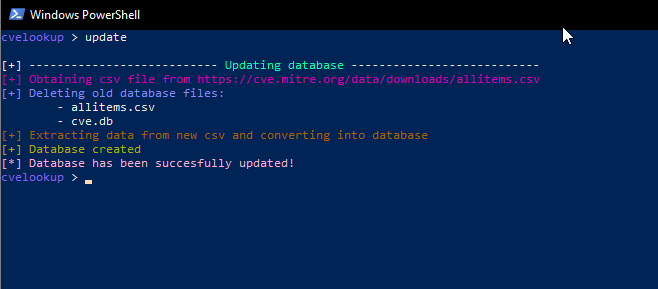 Windows PowerShell
cvelookup > update
[+] --------------------------- Updating database ---------------------------
[+] Obtaining csv file from https://cve.mitre.org/data/downloads/allitems.csv
[+] Deleting old database files:
- allitems.csv
- cve.db
[+] Extracting data from new csv and converting into database
[+] Database created
[*] Database has been succesfully updated!
cvelookup >